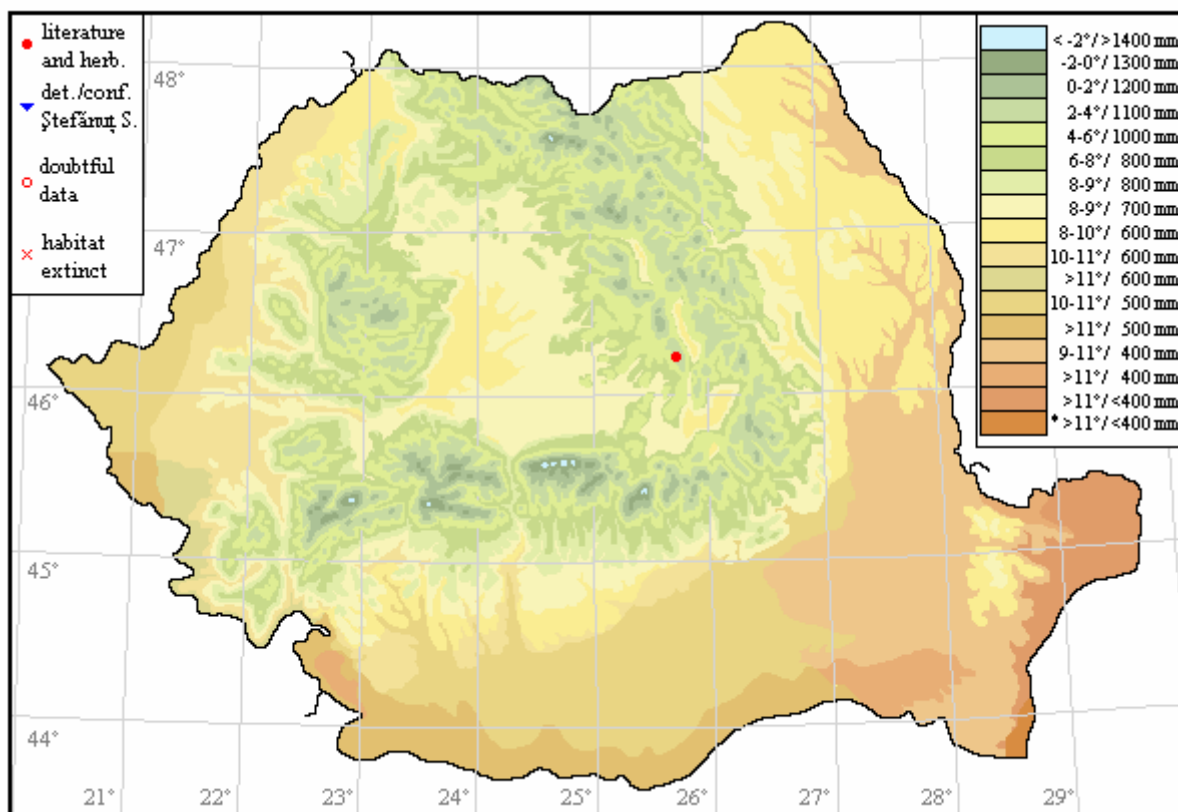 literature
and herb.
det./conf.
Ştefănuţ S.
doubtful
data
habitat
extinct
< -2°/>1400 mm
-2-0°/ 1300 mm
0-2°/ 1200 mm
2-4°/ 1100 mm
4-6°/ 1000 mm
6-8°/ 800 mm
8-9°/ 800 mm
8-9°/ 700 mm
8-10°/ 600 mm
10-11°/ 600 mm
>11°/ 600 mm
10-11°/ 500 mm
>11°/ 500 mm
9-11°/ 400 mm
>11°/ 400 mm
>11°/ <400 mm
* >11°/ <400 mm
48°
47°
46°
45°
44°
21° 22° 23° 24° 25° 26° 27° 28° 29°